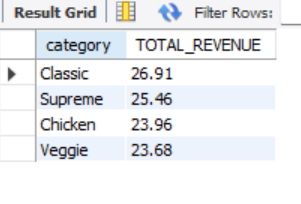 Result Grid Filter Rows:
category TOTAL_REVENUE
Classic 26.91
Supreme 25.46
Chicken 23.96
Veggie 23.68